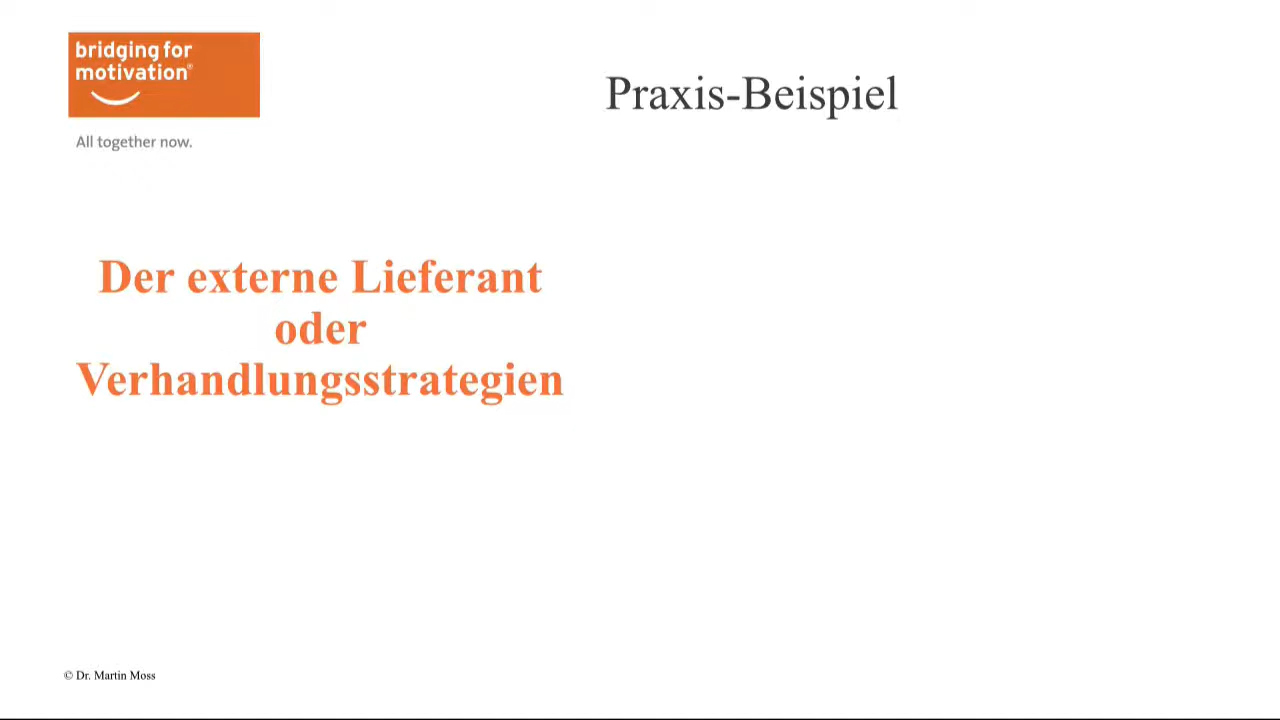 bridging for
motivation®
All together now.
Praxis-Beispiel
Der externe Lieferant
oder
Verhandlungsstrategien
© Dr. Martin Moss